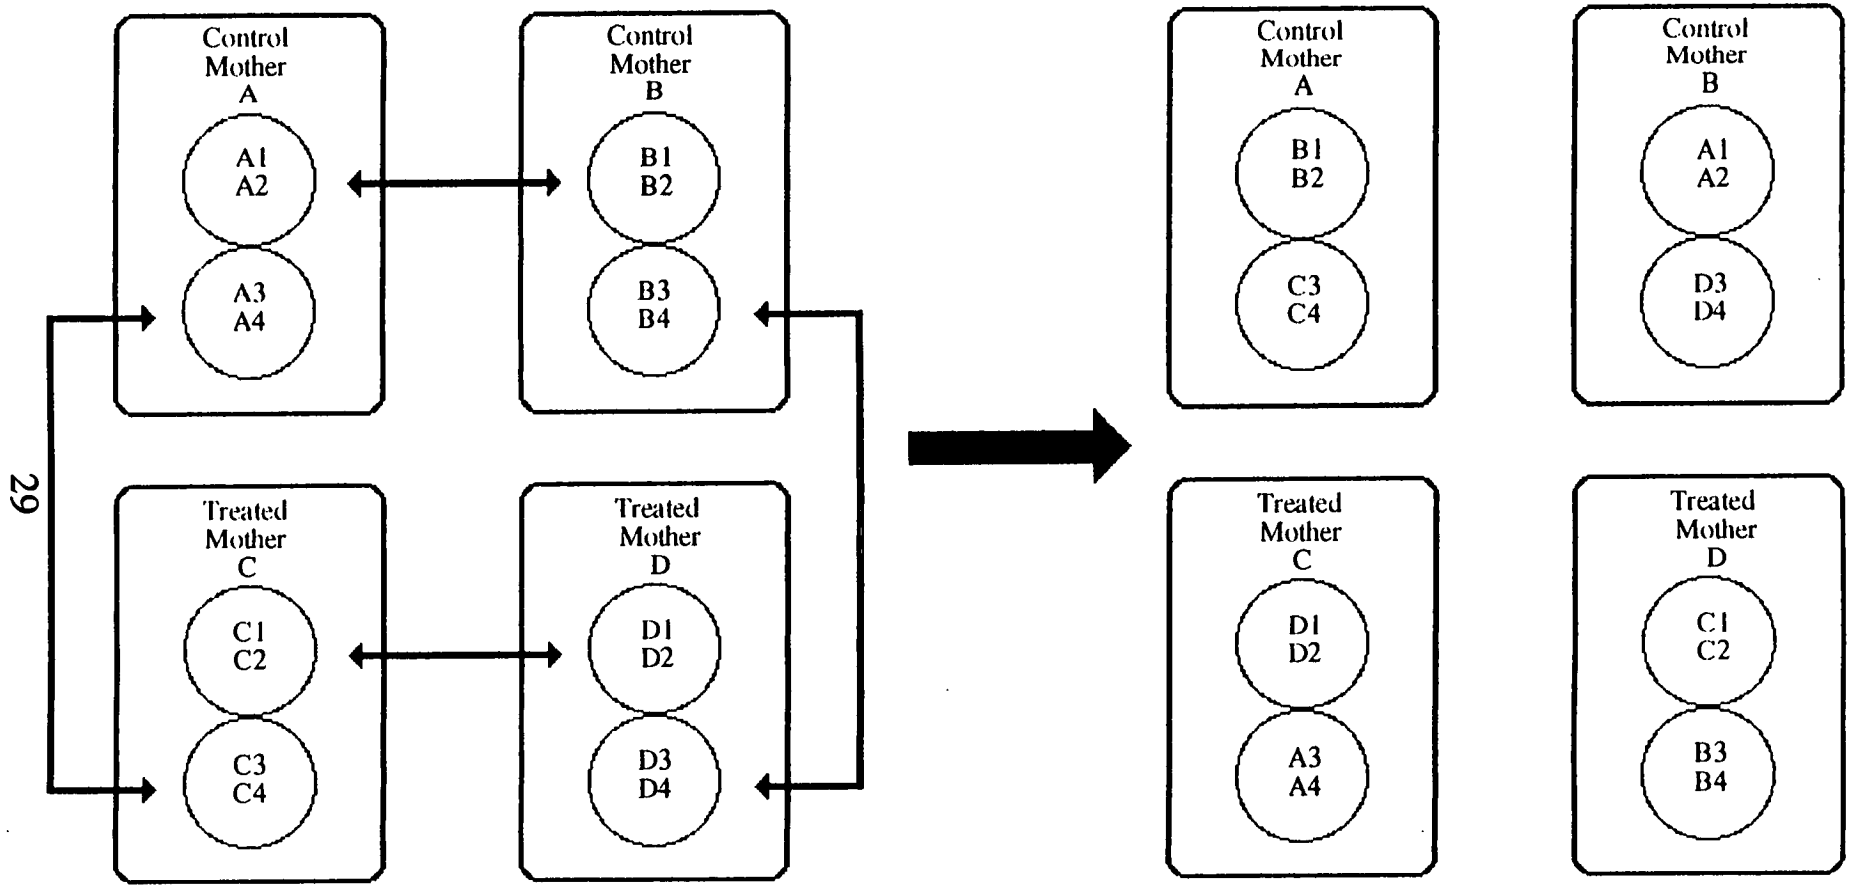 Control
Mother
A
A1
A2
A3
A4
Control
Mother
B
B1
B2
B3
B4
Treated
Mother
C
C1
C2
C3
C4
Treated
Mother
D
D1
D2
D3
D4
Control
Mother
A
B1
B2
C3
C4
Control
Mother
B
A1
A2
D3
D4
Treated
Mother
C
D1
D2
A3
A4
Treated
Mother
D
C1
C2
B3
B4
29